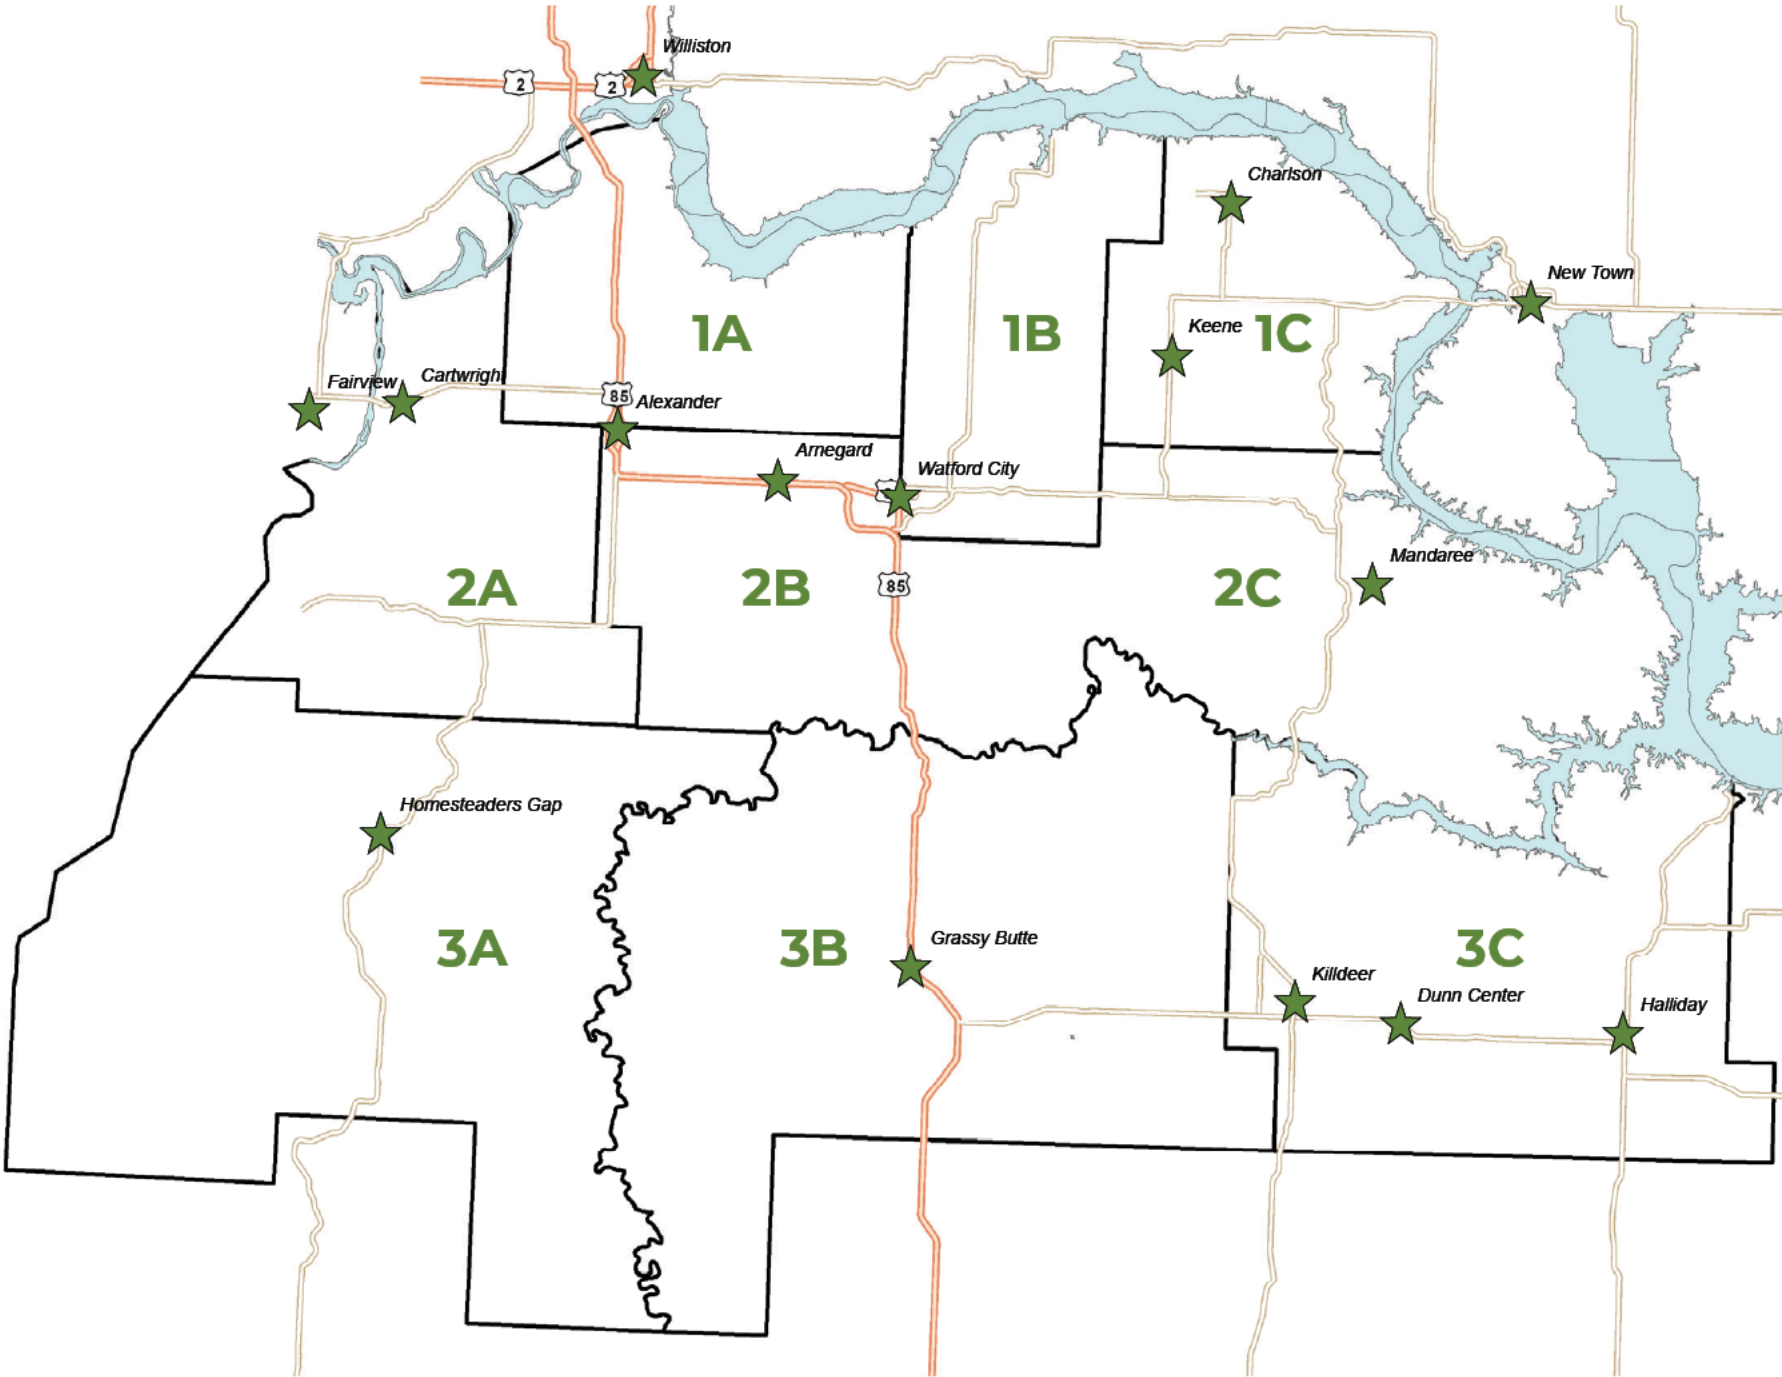 Williston
2
2
Charlson
New Town
1A
1B
Keene
1C
Fairview
Cartwright
85
Alexander
Arnegard
Watford City
Mandaree
2A
2B
85
2C
Homesteaders Gap
3A
3B
Grassy Butte
3C
Killdeer
Dunn Center
Halliday